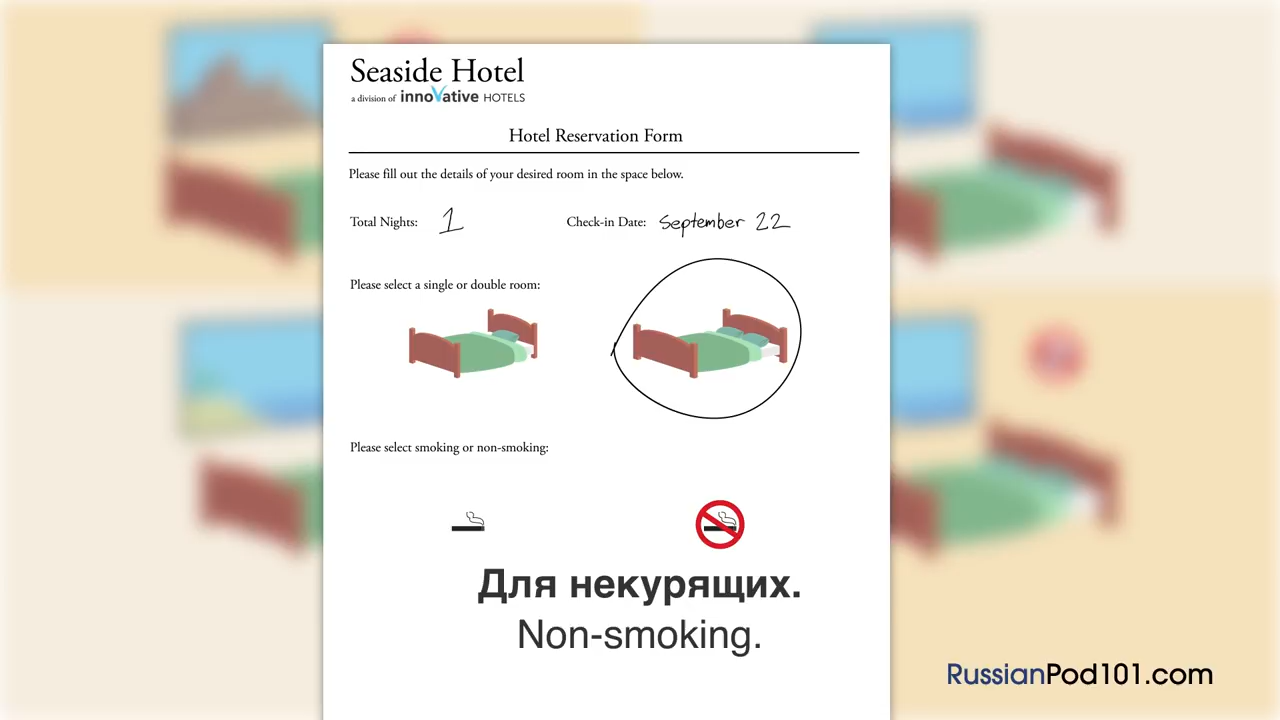 Seaside Hotel
a division of innoVative HOTELS
Hotel Reservation Form
Please fill out the details of your desired room in the space below.
Total Nights: 1 Check-in Date: September 22
Please select a single or double room:
Please select smoking or non-smoking:
Для некурящих.
Non-smoking.
RussianPod101.com